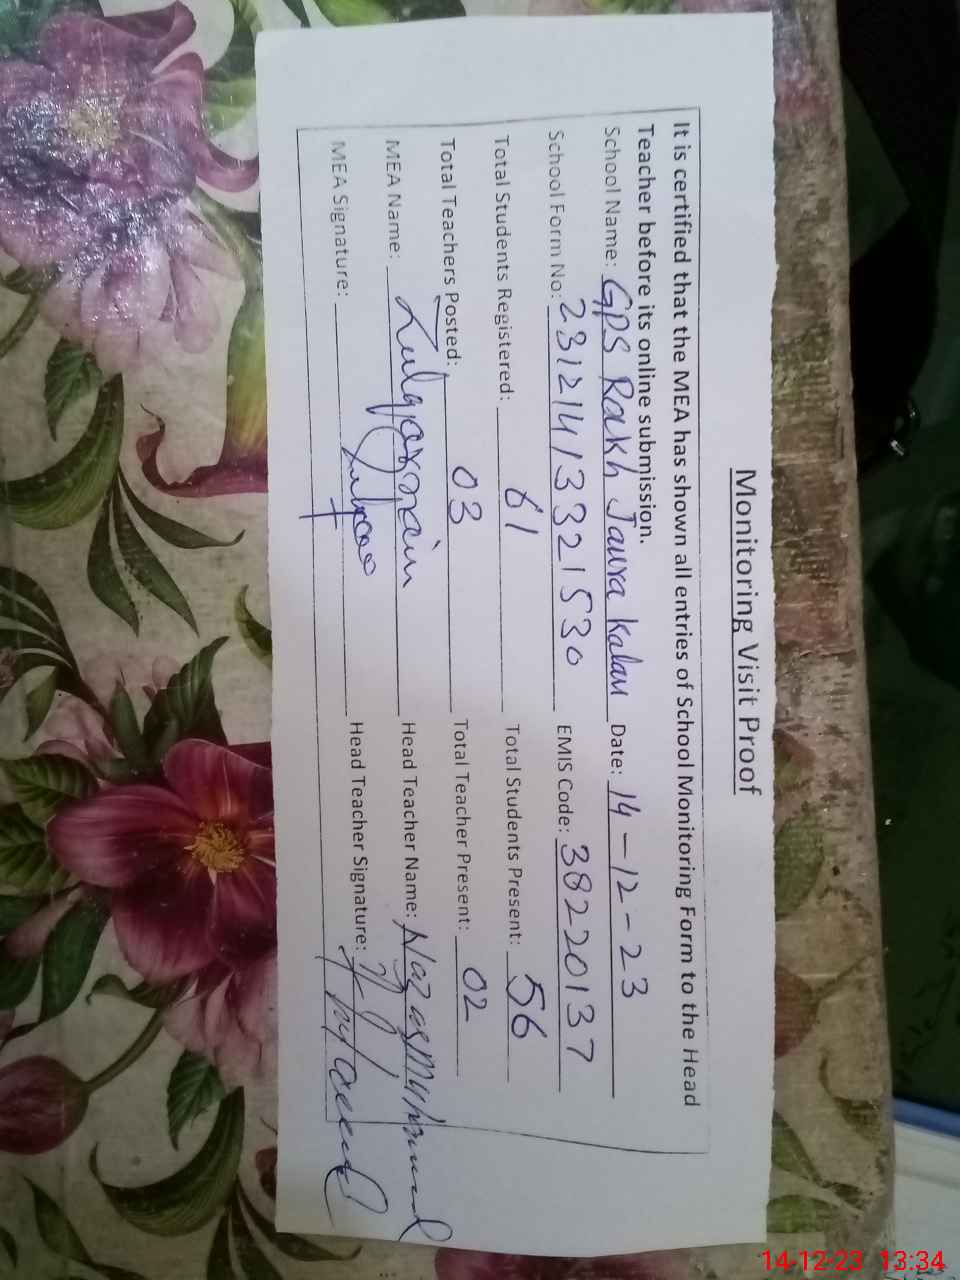 Monitoring Visit Proof
It is certified that the MEA has shown all entries of School Monitoring Form to the Head
Teacher before its online submission.
School Name: GPS Rakh Jaura Kalan Date: 14-12-23
School Form No: 23121413321530 EMIS Code: 38220137
Total Students Registered: 61 Total Students Present: 56
Total Teachers Posted: 03 Total Teacher Present: 02
MEA Name: Zulqarnain Head Teacher Name:
MEA Signature: Head Teacher Signature:
14-12-23 13:34